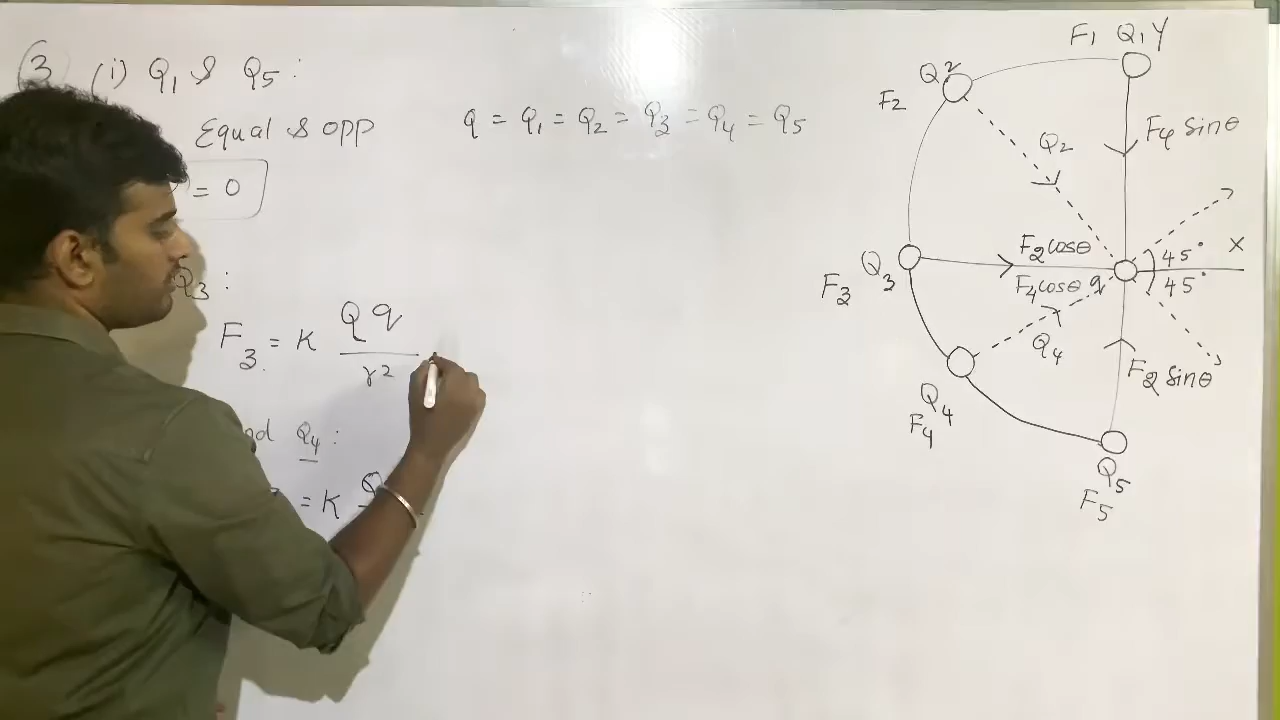 3 (i) Q₁ & Q₅ :
Equal & opp
= 0
q = Q₁ = Q₂ = Q₃ = Q₄ = Q₅
Q₃ :
F₃ = K Qq / r²
Q₄ :
= K Q
F₁ Q₁ Y
Q₂
F₂
Q₂
F₄ sinθ
F₂cosθ
X
45°
Q₃
F₃
F₄cosθ q
45°
Q₄
F₂ sinθ
Q₄
F₄
Q₅
F₅